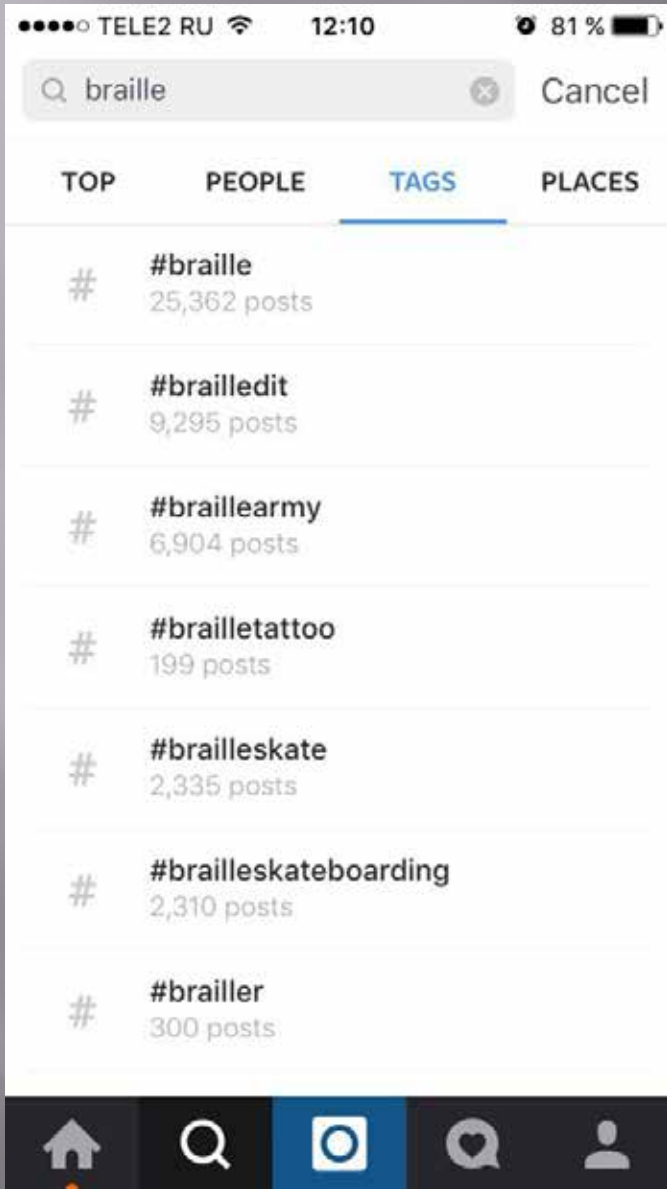 TELE2 RU 12:10 81 %
braille Cancel
TOP PEOPLE TAGS PLACES
# #braille
25,362 posts
# #brailledit
9,295 posts
# #braillearmy
6,904 posts
# #brailletattoo
199 posts
# #brailleskate
2,335 posts
# #brailleskateboarding
2,310 posts
# #brailler
300 posts